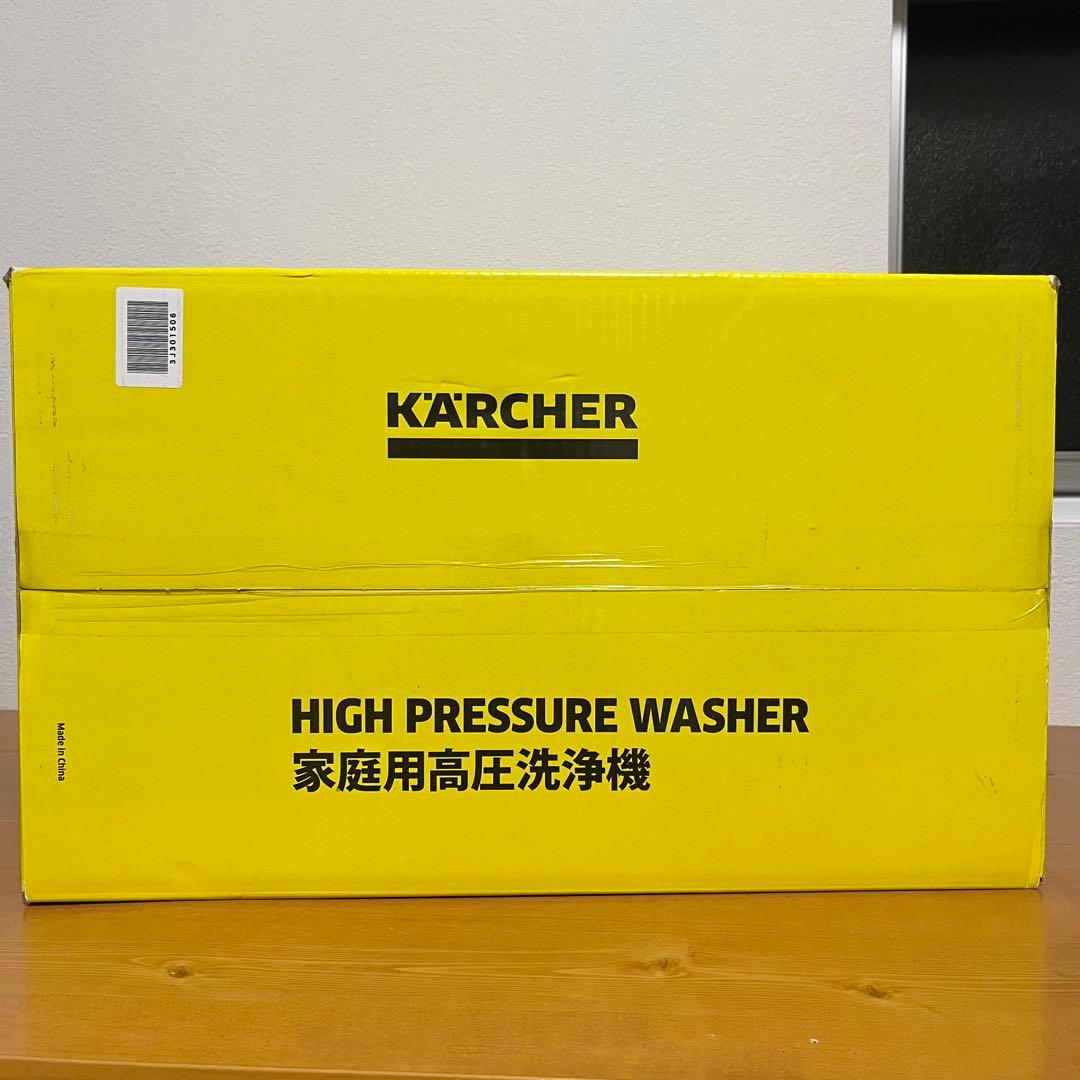 3J301506
KÄRCHER
HIGH PRESSURE WASHER
家庭用高圧洗浄機
Made in China